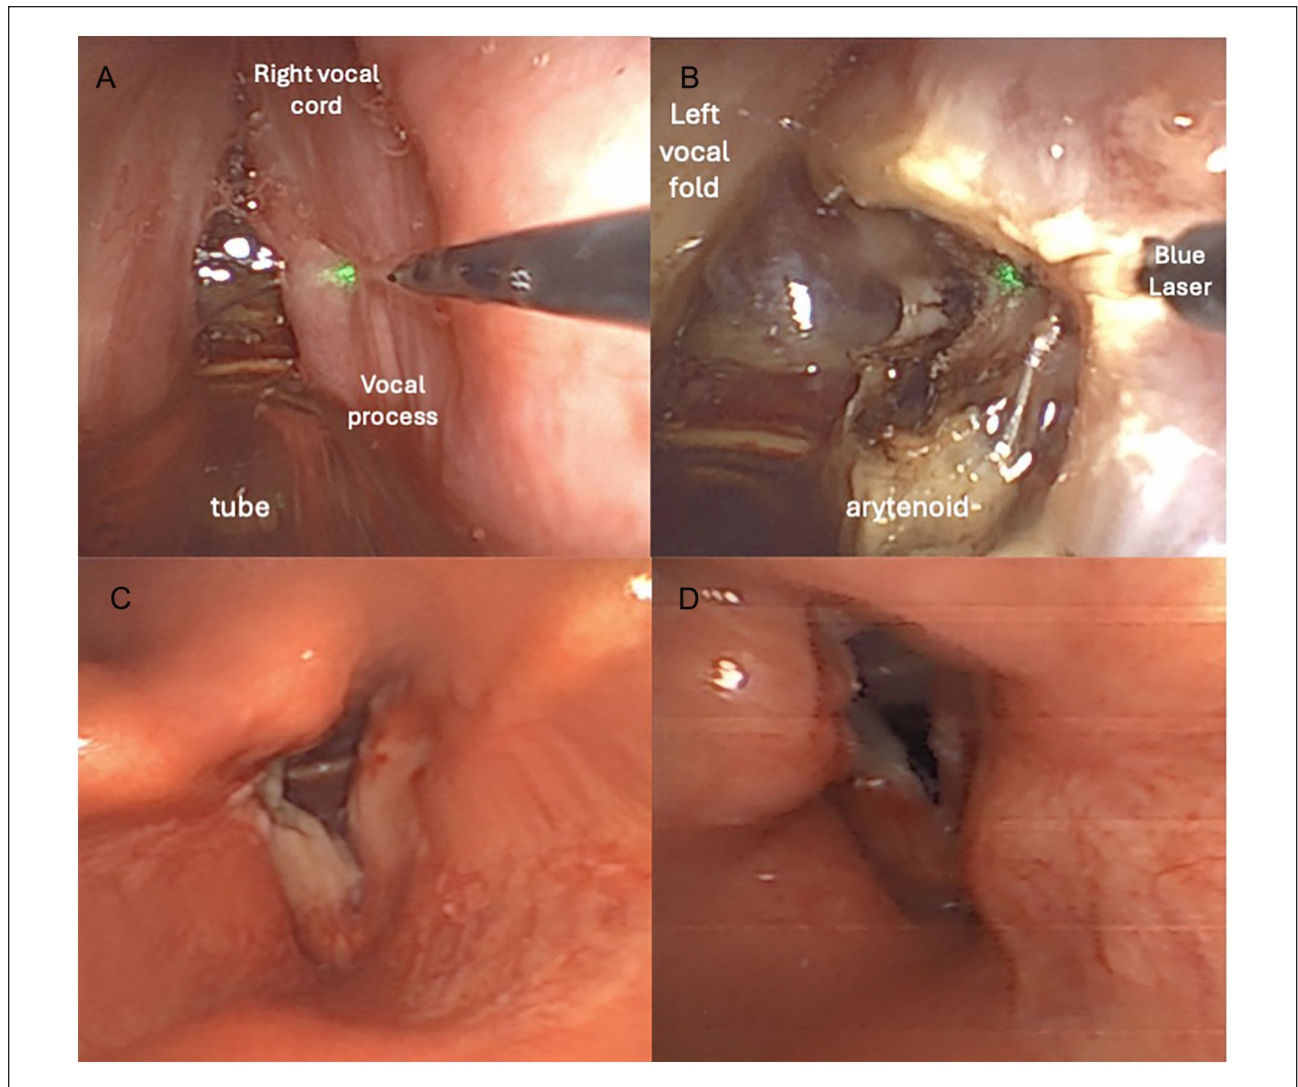 A
Right vocal
cord
Vocal
process
tube
B
Left
vocal
fold
Blue
Laser
arytenoid
C
D